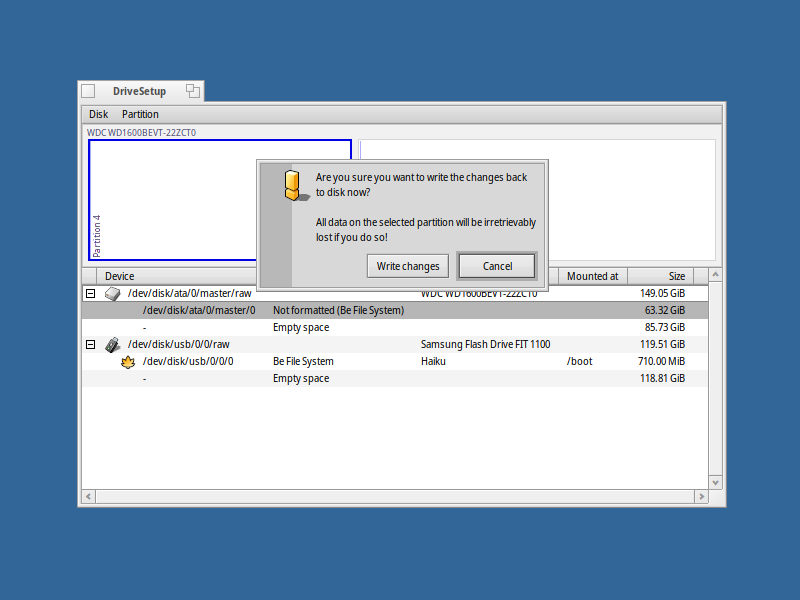 DriveSetup
Disk Partition
WDC WD1600BEVT-22ZCT0
Partition 4
Are you sure you want to write the changes back
to disk now?
All data on the selected partition will be irretrievably
lost if you do so!
Write changes Cancel
Device Mounted at Size
/dev/disk/ata/0/master/raw WDC WD1600BEVT-22ZCT0 149.05 GiB
/dev/disk/ata/0/master/0 Not formatted (Be File System) 63.32 GiB
- Empty space 85.73 GiB
/dev/disk/usb/0/0/raw Samsung Flash Drive FIT 1100 119.51 GiB
/dev/disk/usb/0/0/0 Be File System Haiku /boot 710.00 MiB
- Empty space 118.81 GiB